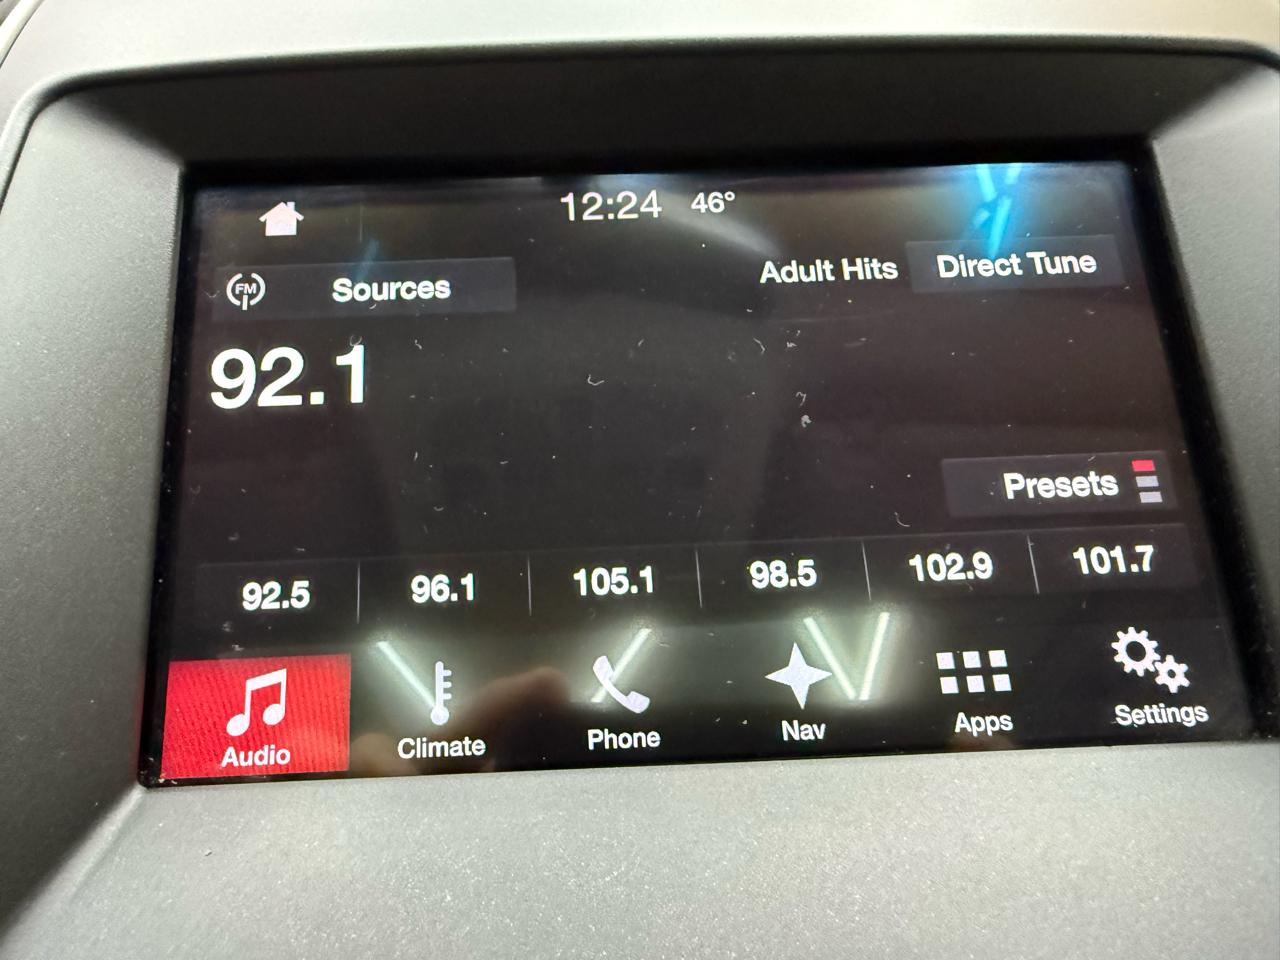 12:24 46°
FM Sources Adult Hits Direct Tune
92.1
Presets
92.5 96.1 105.1 98.5 102.9 101.7
Audio Climate Phone Nav Apps Settings